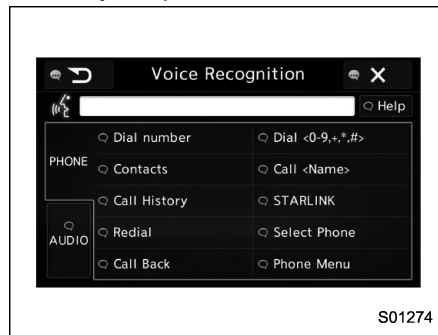 Voice Recognition
Help
PHONE
AUDIO
Dial number
Dial <0-9,+,*,#>
Contacts
Call <Name>
Call History
STARLINK
Redial
Select Phone
Call Back
Phone Menu
S01274